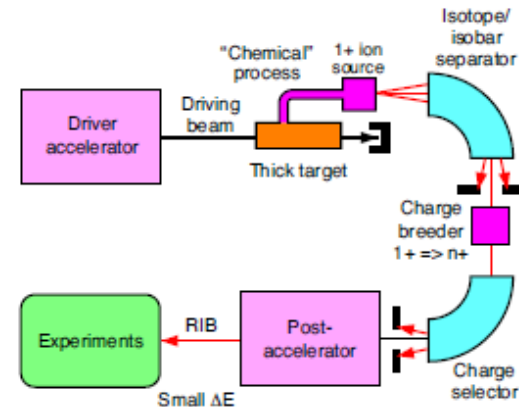 Isotope/
isobar
separator
"Chemical"
process
1+ ion
source
Driving
beam
Driver
accelerator
Thick target
Charge
breeder
1+ => n+
Experiments
RIB
Small ΔE
Post-
accelerator
Charge
selector